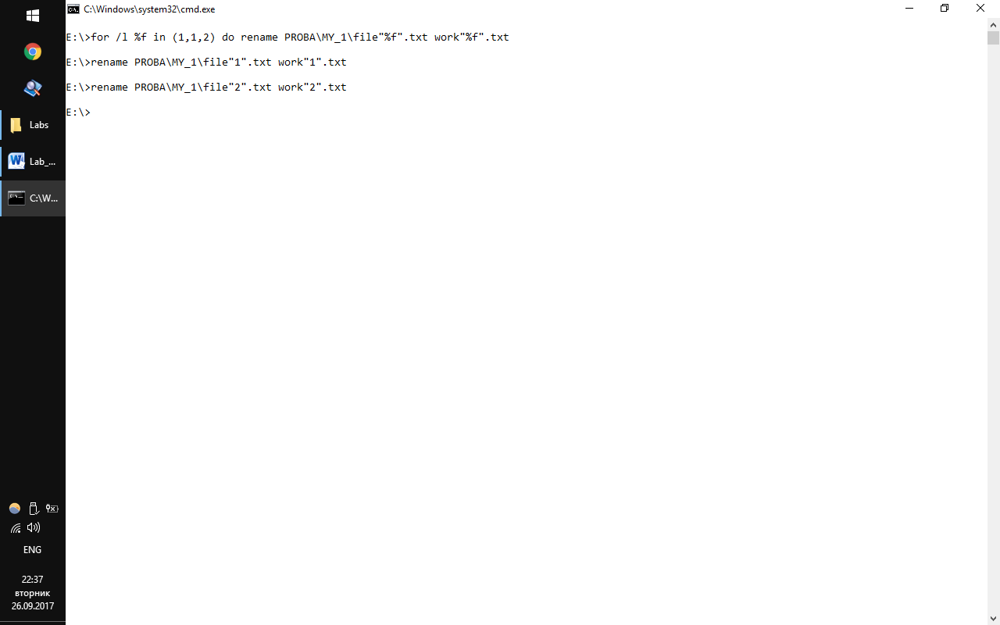 C:\Windows\system32\cmd.exe
E:\>for /l %f in (1,1,2) do rename PROBA\MY_1\file"%f".txt work"%f".txt
E:\>rename PROBA\MY_1\file"1".txt work"1".txt
E:\>rename PROBA\MY_1\file"2".txt work"2".txt
E:\>
Labs
Lab_...
C:\W...
ENG
22:37
вторник
26.09.2017